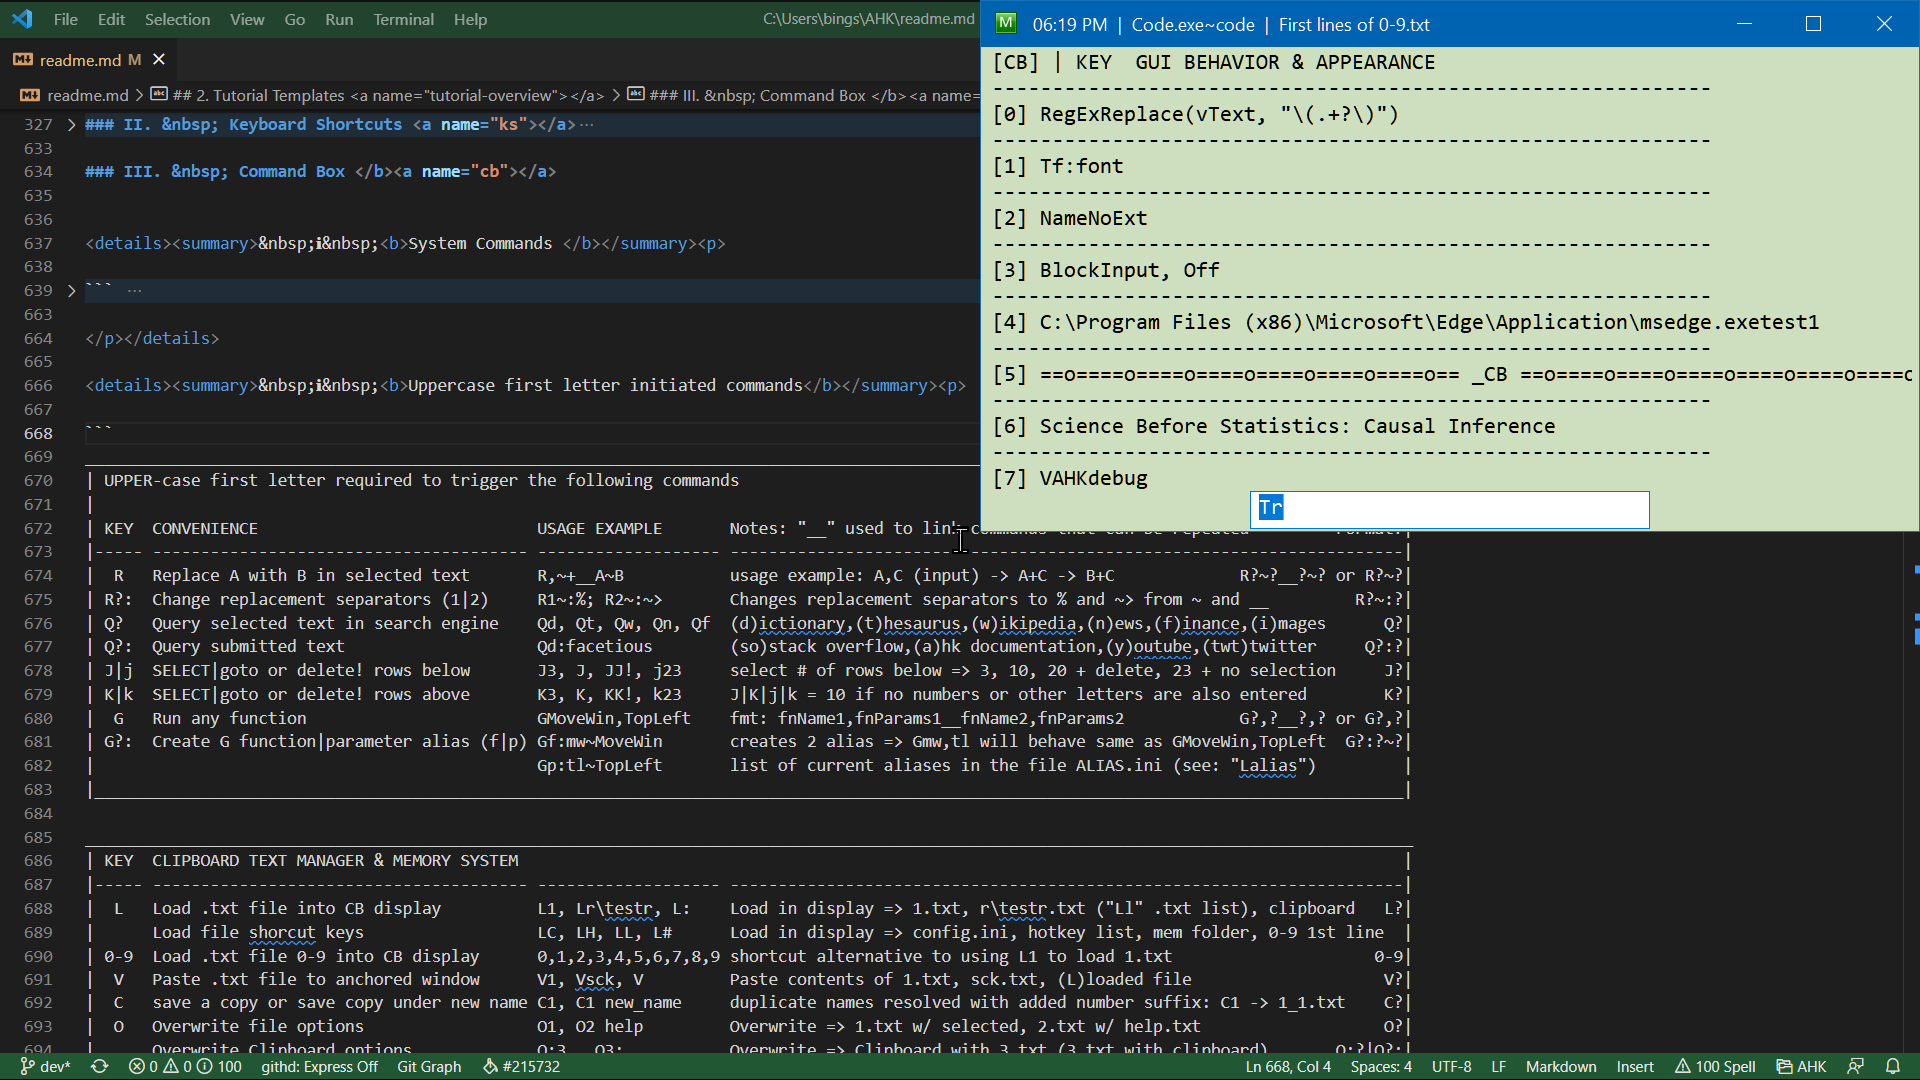 File Edit Selection View Go Run Terminal Help C:\Users\bings\AHK\readme.md
readme.md M
readme.md > ## 2. Tutorial Templates <a name="tutorial-overview"></a> > ### III. &nbsp; Command Box </b><a name=
327 ### II. &nbsp; Keyboard Shortcuts <a name="ks"></a>…
633
634 ### III. &nbsp; Command Box </b><a name="cb"></a>
635
636
637 <details><summary>&nbsp;i&nbsp;<b>System Commands </b></summary><p>
638
639 ``` …
663
664 </p></details>
665
666 <details><summary>&nbsp;i&nbsp;<b>Uppercase first letter initiated commands</b></summary><p>
667
668 ```
669
670 | UPPER-case first letter required to trigger the following commands
671 |
672 | KEY CONVENIENCE USAGE EXAMPLE Notes: "__" used to link commands that can be repeated Format:|
673 |----- ------------------------------- ------------------- ----------------------------------------------------------------------|
674 | R Replace A with B in selected text R,~+__A~B usage example: A,C (input) -> A+C -> B+C R?~?__?~? or R?~?|
675 | R?: Change replacement separators (1|2) R1~:%; R2~:~> Changes replacement separators to % and ~> from ~ and __ R?~:?|
676 | Q? Query selected text in search engine Qd, Qt, Qw, Qn, Qf (d)ictionary,(t)hesaurus,(w)ikipedia,(n)ews,(f)inance,(i)mages Q?|
677 | Q?: Query submitted text Qd:facetious (so)stack overflow,(a)hk documentation,(y)outube,(twt)twitter Q?:?|
678 | J|j SELECT|goto or delete! rows below J3, J, JJ!, j23 select # of rows below => 3, 10, 20 + delete, 23 + no selection J?|
679 | K|k SELECT|goto or delete! rows above K3, K, KK!, k23 J|K|j|k = 10 if no numbers or other letters are also entered K?|
680 | G Run any function GMoveWin,TopLeft fmt: fnName1,fnParams1__fnName2,fnParams2 G?,?__?,? or G?,?|
681 | G?: Create G function|parameter alias (f|p) Gf:mw~MoveWin creates 2 alias => Gmw,tl will behave same as GMoveWin,TopLeft G?:?~?|
682 | Gp:tl~TopLeft list of current aliases in the file ALIAS.ini (see: "Lalias") |
683 |____|
684
685
686 | KEY CLIPBOARD TEXT MANAGER & MEMORY SYSTEM |
687 |----- ------------------------------- ------------------- ----------------------------------------------------------------------|
688 | L Load .txt file into CB display L1, Lr\testr, L: Load in display => 1.txt, r\testr.txt ("Ll" .txt list), clipboard L?|
689 | Load file shorcut keys LC, LH, LL, L# Load in display => config.ini, hotkey list, mem folder, 0-9 1st line |
690 | 0-9 Load .txt file 0-9 into CB display 0,1,2,3,4,5,6,7,8,9 shortcut alternative to using L1 to load 1.txt 0-9|
691 | V Paste .txt file to anchored window V1, Vsck, V Paste contents of 1.txt, sck.txt, (L)loaded file V?|
692 | C save a copy or save copy under new name C1, C1 new_name duplicate names resolved with added number suffix: C1 -> 1_1.txt C?|
693 | O Overwrite file options O1, O2 help Overwrite => 1.txt w/ selected, 2.txt w/ help.txt O?|
694 | Overwrite Clipboard options O:3, O3: Overwrite => Clipboard with 3.txt (3.txt with clipboard) O:?|O?:|
06:19 PM | Code.exe~code | First lines of 0-9.txt
[CB] | KEY GUI BEHAVIOR & APPEARANCE
------------------------------------------------------------
[0] RegExReplace(vText, "\(.+?\)")
------------------------------------------------------------
[1] Tf:font
------------------------------------------------------------
[2] NameNoExt
------------------------------------------------------------
[3] BlockInput, Off
------------------------------------------------------------
[4] C:\Program Files (x86)\Microsoft\Edge\Application\msedge.exetest1
------------------------------------------------------------
[5] ==o====o====o====o====o====o====o== _CB ==o====o====o====o====o====o
------------------------------------------------------------
[6] Science Before Statistics: Causal Inference
------------------------------------------------------------
[7] VAHKdebug
Tr
dev* 0 0 100 githd: Express Off Git Graph #215732 Ln 668, Col 4 Spaces: 4 UTF-8 LF Markdown Insert 100 Spell AHK